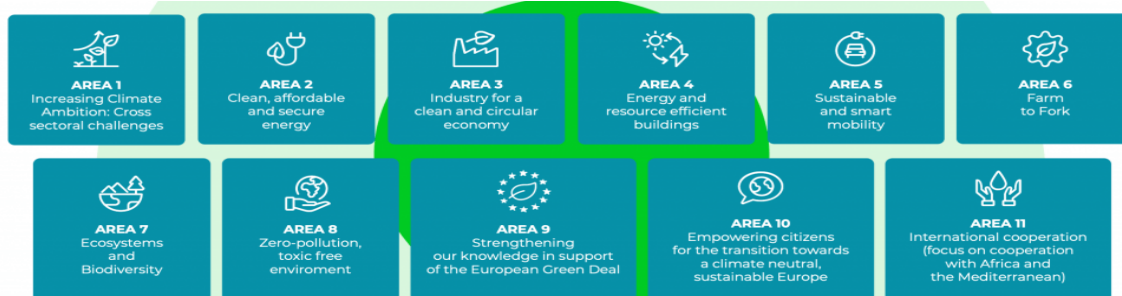 AREA 1
Increasing Climate
Ambition: Cross
sectoral challenges
AREA 2
Clean, affordable
and secure
energy
AREA 3
Industry for a
clean and circular
economy
AREA 4
Energy and
resource efficient
buildings
AREA 5
Sustainable
and smart
mobility
AREA 6
Farm
to Fork
AREA 7
Ecosystems
and
Biodiversity
AREA 8
Zero-pollution,
toxic free
enviroment
AREA 9
Strengthening
our knowledge in support
of the European Green Deal
AREA 10
Empowering citizens
for the transition towards
a climate neutral,
sustainable Europe
AREA 11
International cooperation
(focus on cooperation
with Africa and
the Mediterranean)